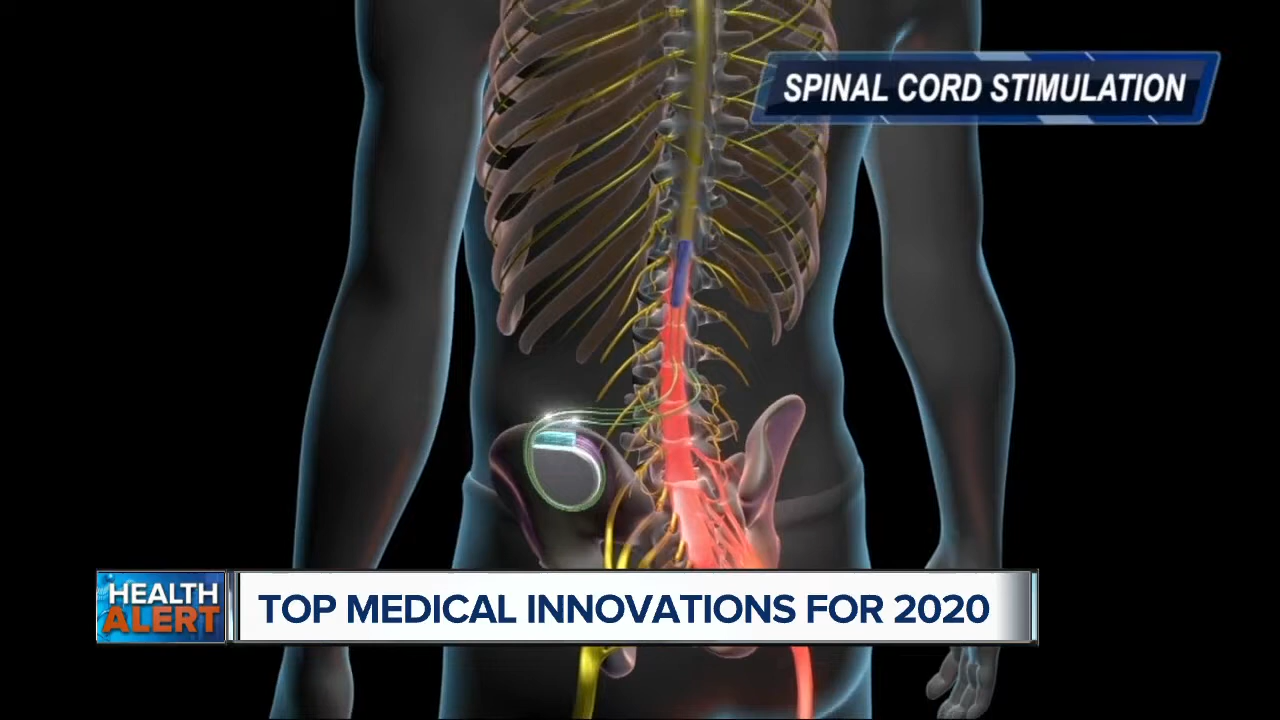 SPINAL CORD STIMULATION
HEALTH
ALERT
TOP MEDICAL INNOVATIONS FOR 2020